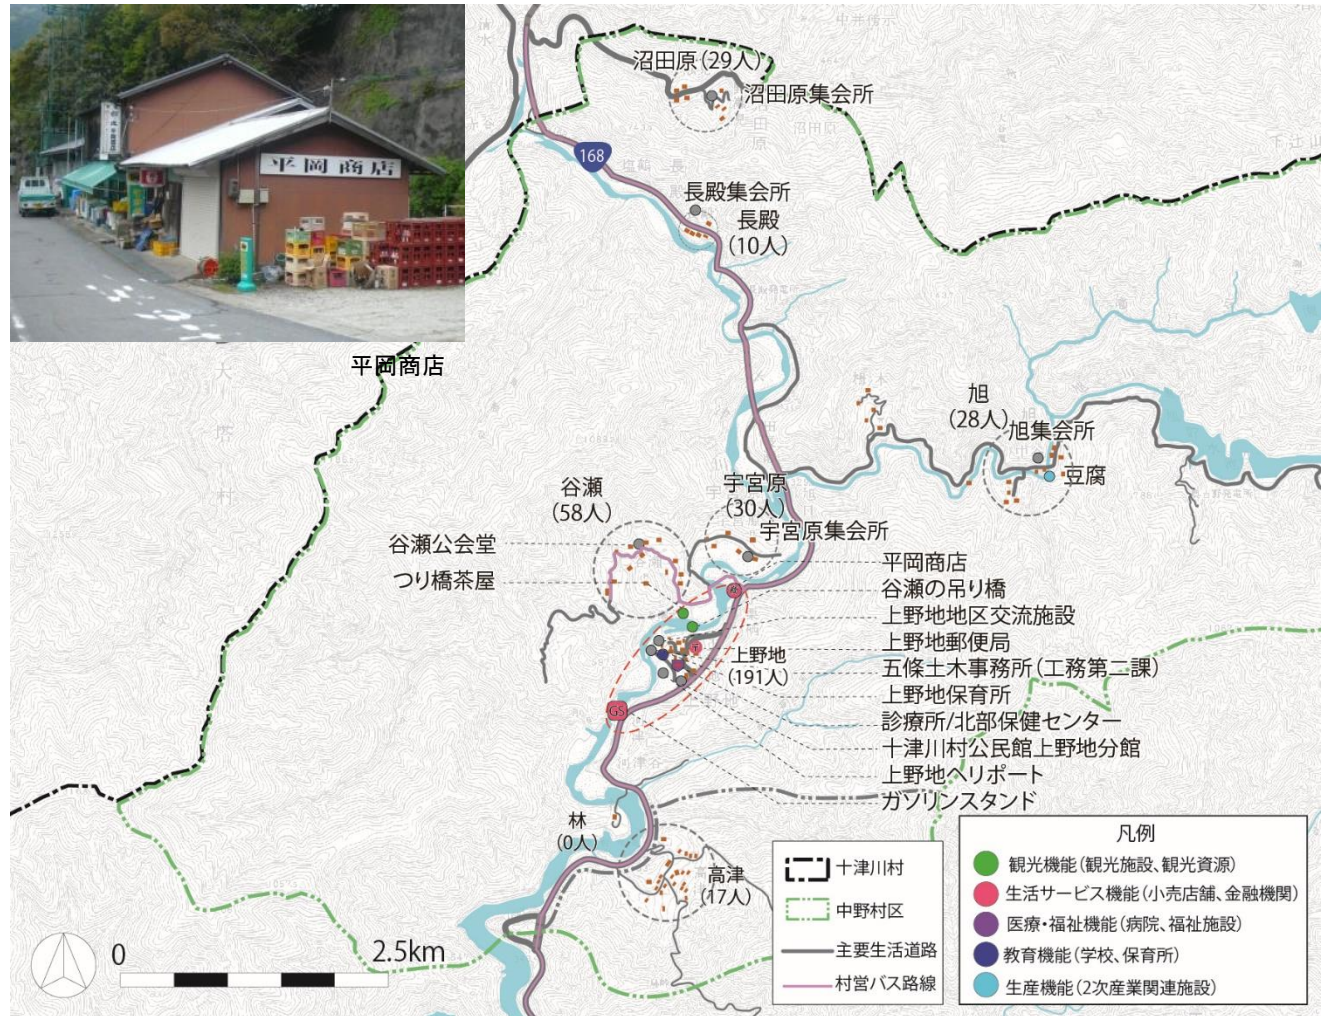 平岡商店
平岡商店
沼田原(29人)
沼田原集会所
168
長殿集会所
長殿
(10人)
旭
(28人)
旭集会所
豆腐
谷瀬
(58人)
宇宮原
(30人)
宇宮原集会所
谷瀬公会堂
つり橋茶屋
平岡商店
谷瀬の吊り橋
上野地地区交流施設
上野地郵便局
五條土木事務所(工務第二課)
上野地保育所
診療所/北部保健センター
十津川村公民館上野地分館
上野地ヘリポート
ガソリンスタンド
上野地
(191人)
GS
林
(0人)
高津
(17人)
0
2.5km
十津川村
中野村区
主要生活道路
村営バス路線
凡例
観光機能(観光施設、観光資源)
生活サービス機能(小売店舗、金融機関)
医療・福祉機能(病院、福祉施設)
教育機能(学校、保育所)
生産機能(2次産業関連施設)